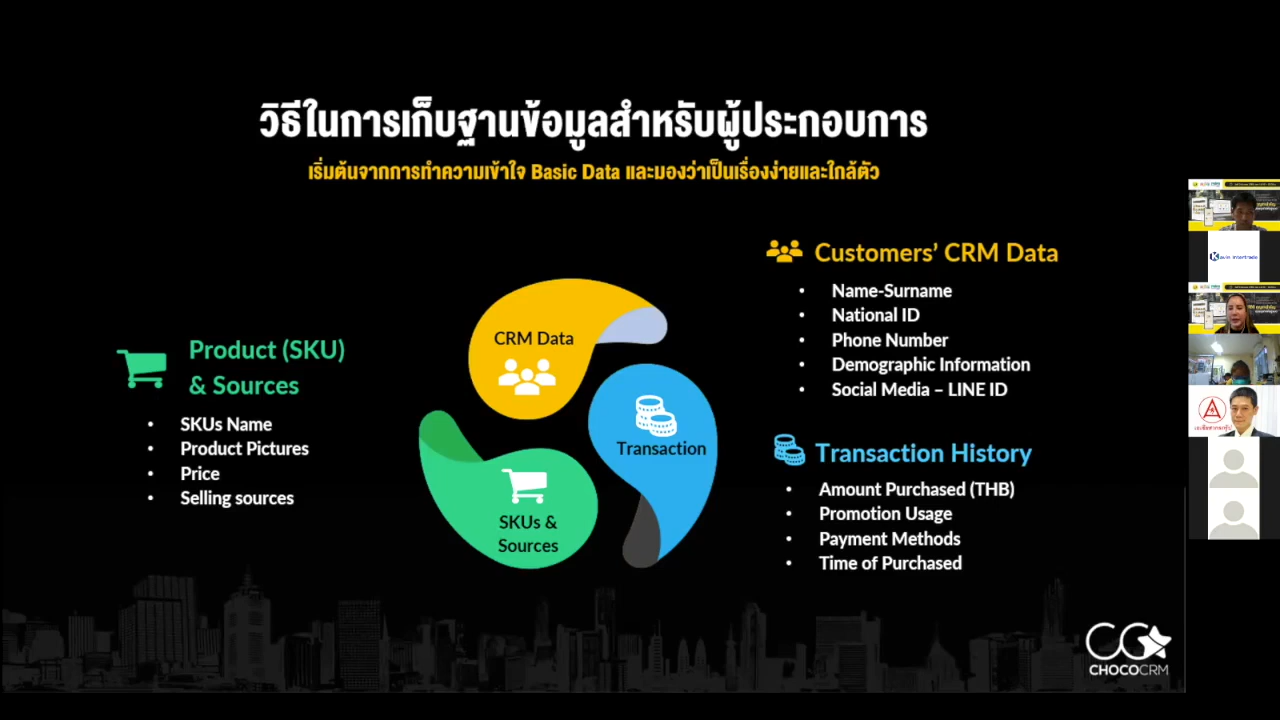 วิธีในการเก็บฐานข้อมูลสำหรับผู้ประกอบการ
เริ่มต้นจากการทำความเข้าใจ Basic Data และมองว่าเป็นเรื่องง่ายและใกล้ตัว
Product (SKU)
& Sources
• SKUs Name
• Product Pictures
• Price
• Selling sources
CRM Data
Transaction
SKUs &
Sources
Customers’ CRM Data
• Name-Surname
• National ID
• Phone Number
• Demographic Information
• Social Media – LINE ID
Transaction History
• Amount Purchased (THB)
• Promotion Usage
• Payment Methods
• Time of Purchased
CHOCOCRM
Kevin Intertrade